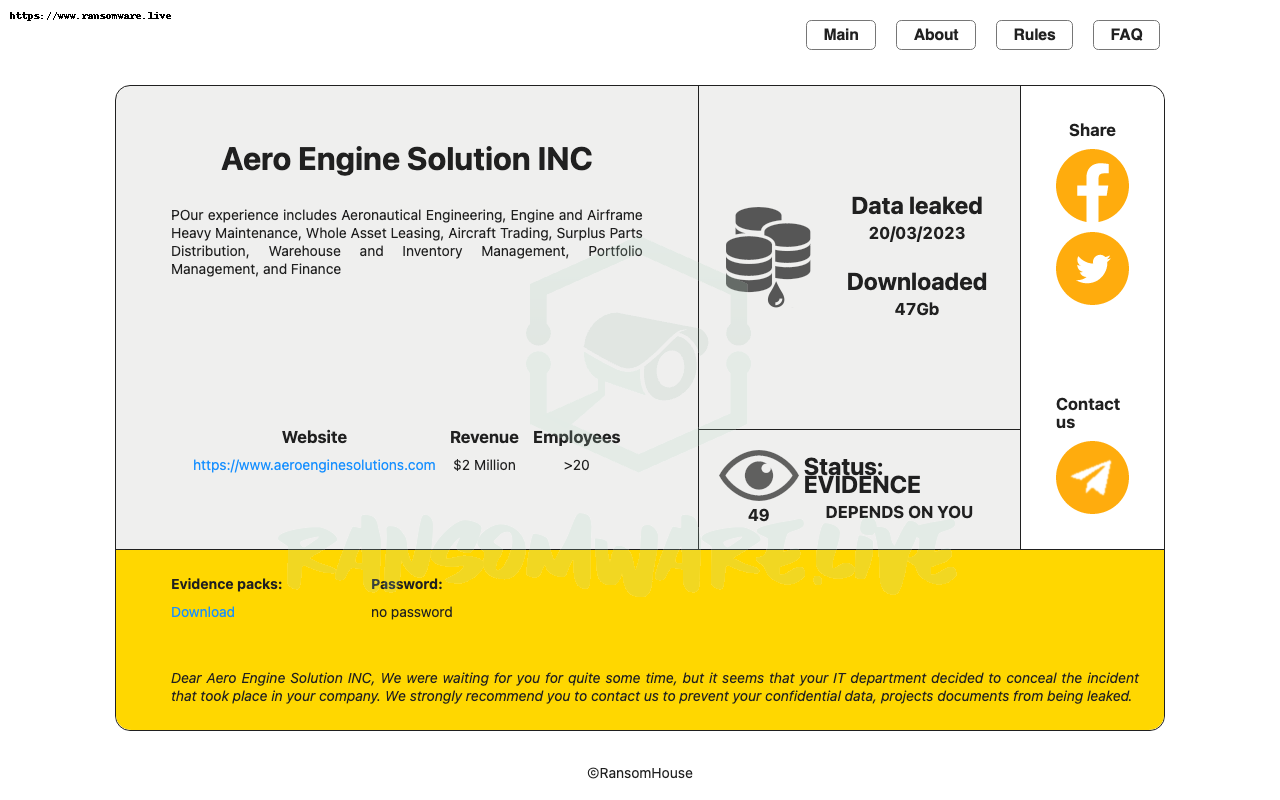 https://www.ransomware.live
Main About Rules FAQ
Aero Engine Solution INC
POur experience includes Aeronautical Engineering, Engine and Airframe
Heavy Maintenance, Whole Asset Leasing, Aircraft Trading, Surplus Parts
Distribution, Warehouse and Inventory Management, Portfolio
Management, and Finance
Website Revenue Employees
https://www.aeroenginesolutions.com $2 Million >20
Data leaked
20/03/2023
Downloaded
47Gb
Status:
EVIDENCE
49 DEPENDS ON YOU
Share
Contact
us
RANSOMWARE.LIVE
Evidence packs: Password:
Download no password
Dear Aero Engine Solution INC, We were waiting for you for quite some time, but it seems that your IT department decided to conceal the incident
that took place in your company. We strongly recommend you to contact us to prevent your confidential data, projects documents from being leaked.
©RansomHouse